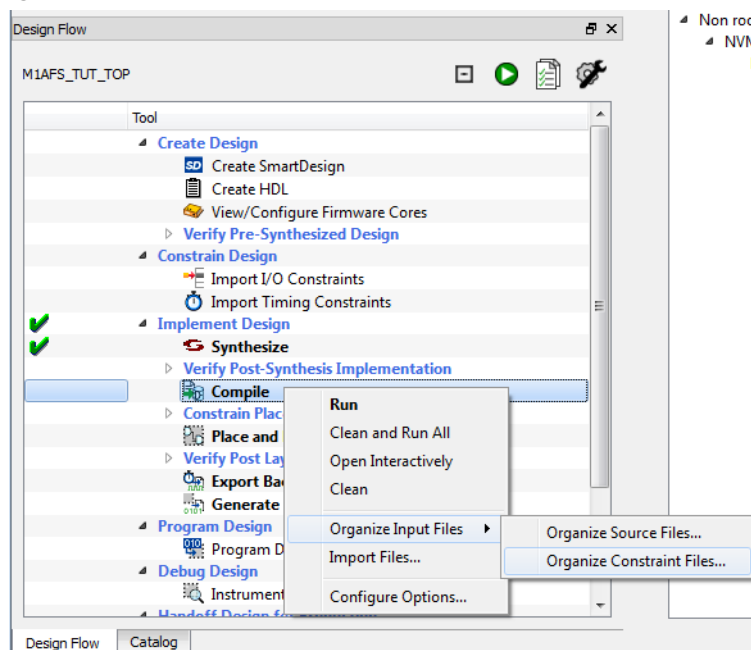 Design Flow
Non roo
NVM
M1AFS_TUT_TOP
Tool
Create Design
SD Create SmartDesign
Create HDL
View/Configure Firmware Cores
Verify Pre-Synthesized Design
Constrain Design
Import I/O Constraints
Import Timing Constraints
Implement Design
Synthesize
Verify Post-Synthesis Implementation
Compile
Run
Constrain Plac
Clean and Run All
Place and
Open Interactively
Verify Post Lay
Clean
Export Ba
Generate
Organize Input Files
Organize Source Files...
Program Design
Import Files...
Organize Constraint Files...
Program D
Debug Design
Configure Options...
Instrument
Design Flow
Catalog